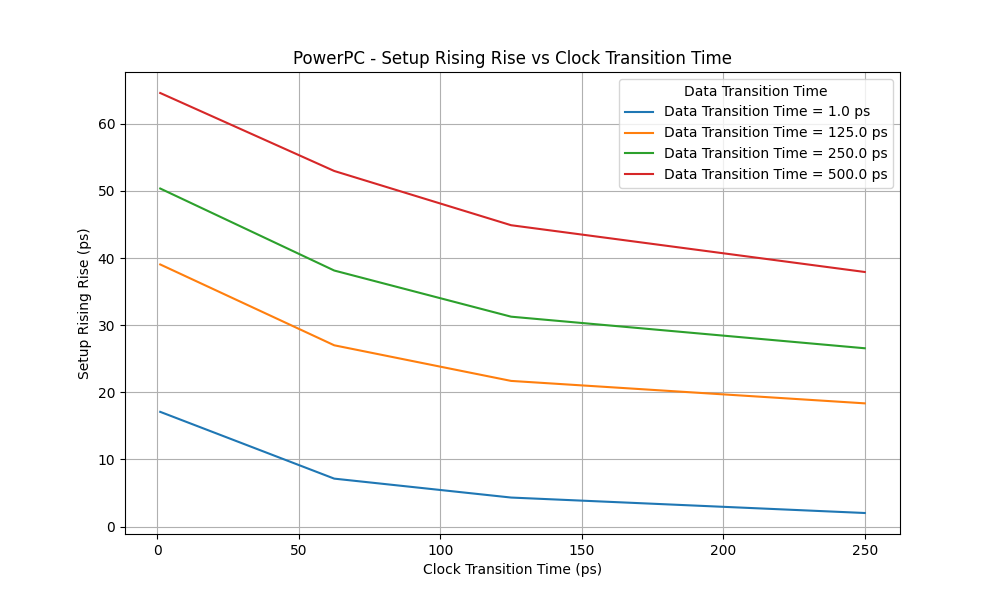 PowerPC - Setup Rising Rise vs Clock Transition Time
Data Transition Time
Data Transition Time = 1.0 ps
Data Transition Time = 125.0 ps
Data Transition Time = 250.0 ps
Data Transition Time = 500.0 ps
Setup Rising Rise (ps)
60
50
40
30
20
10
0
0 50 100 150 200 250
Clock Transition Time (ps)